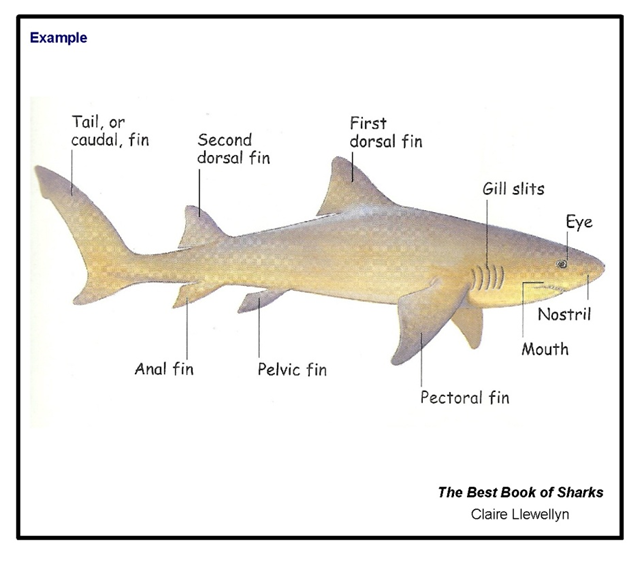 Example
Tail, or
caudal, fin
Second
dorsal fin
First
dorsal fin
Gill slits
Eye
Nostril
Mouth
Anal fin
Pelvic fin
Pectoral fin
The Best Book of Sharks
Claire Llewellyn